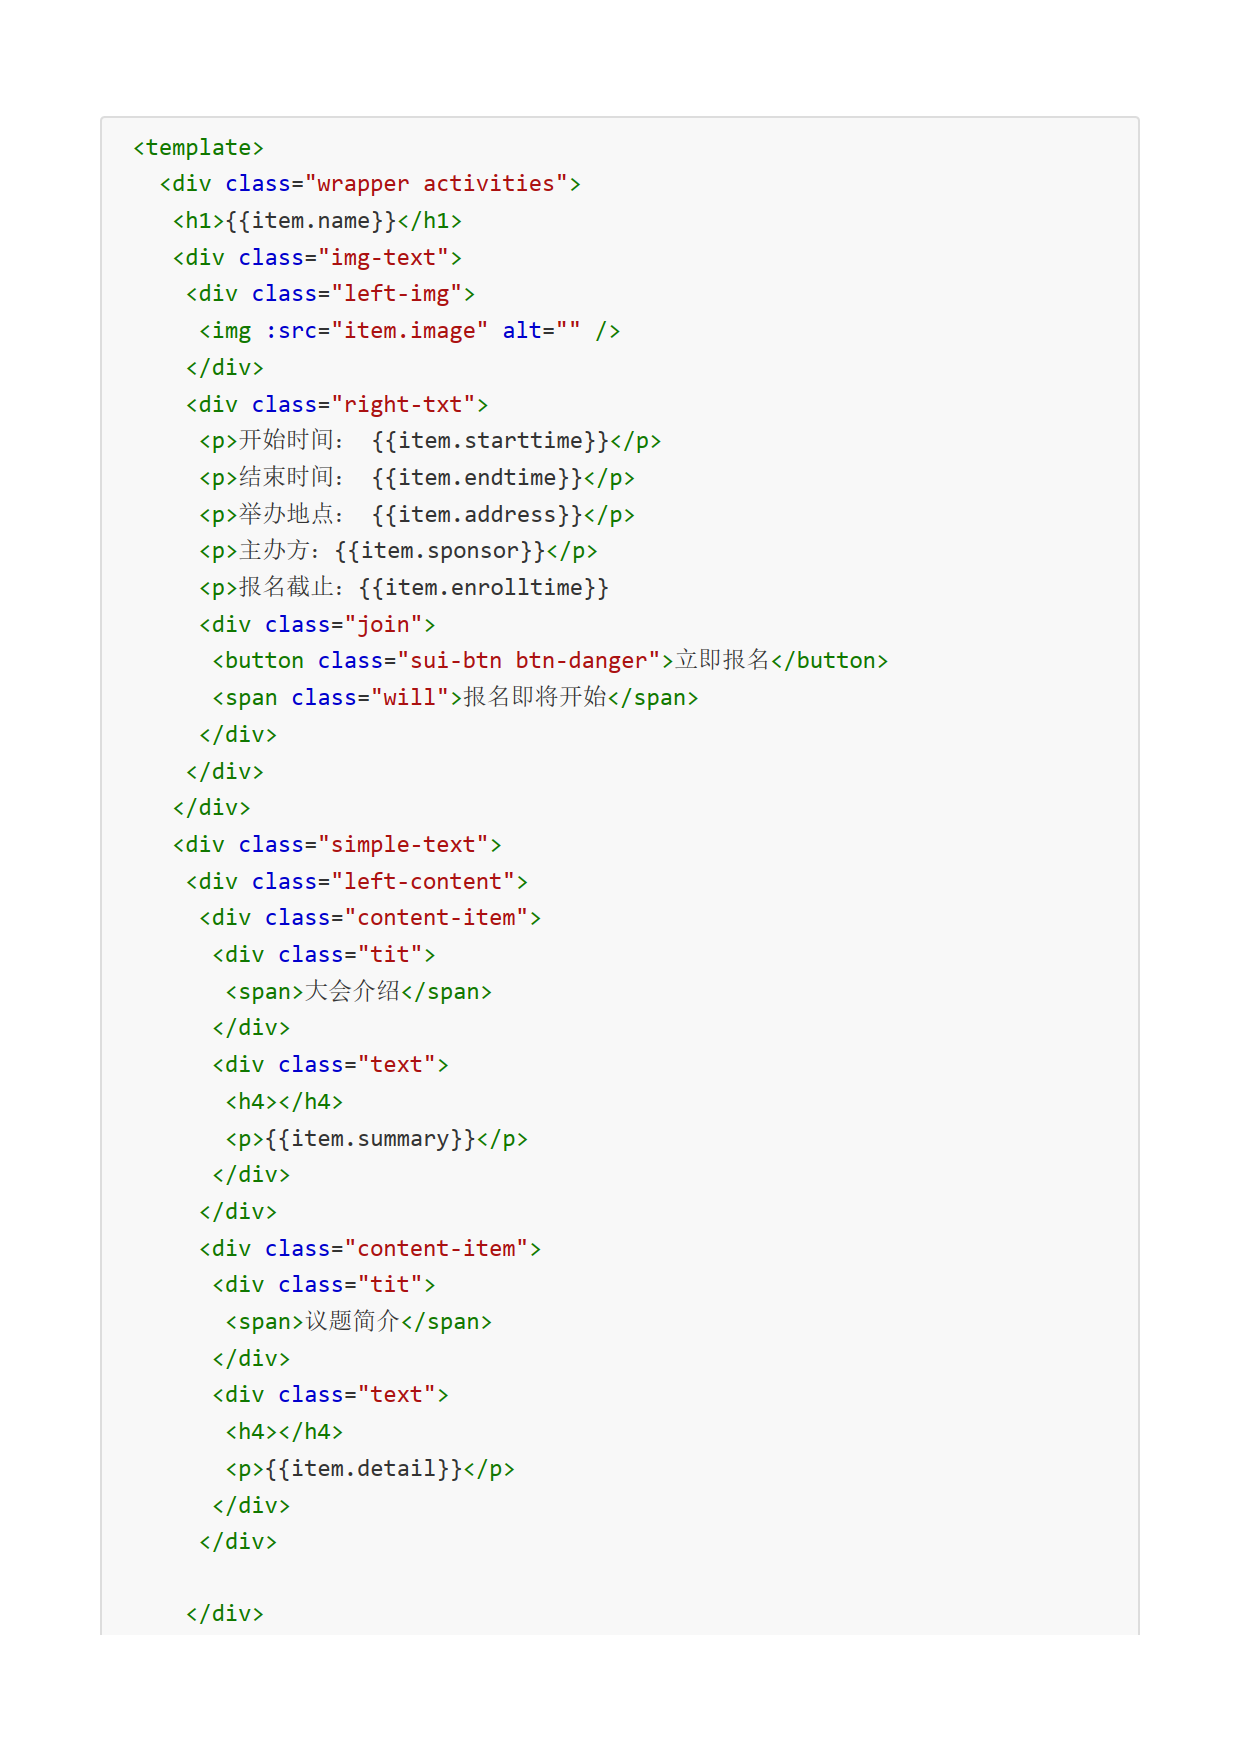 <template>
  <div class="wrapper activities">
   <h1>{{item.name}}</h1>
   <div class="img-text">
    <div class="left-img">
     <img :src="item.image" alt="" />
    </div>
    <div class="right-txt">
     <p>开始时间： {{item.starttime}}</p>
     <p>结束时间： {{item.endtime}}</p>
     <p>举办地点： {{item.address}}</p>
     <p>主办方：{{item.sponsor}}</p>
     <p>报名截止：{{item.enrolltime}}
     <div class="join">
      <button class="sui-btn btn-danger">立即报名</button>
      <span class="will">报名即将开始</span>
     </div>
    </div>
   </div>
   <div class="simple-text">
    <div class="left-content">
     <div class="content-item">
      <div class="tit">
       <span>大会介绍</span>
      </div>
      <div class="text">
       <h4></h4>
       <p>{{item.summary}}</p>
      </div>
     </div>
     <div class="content-item">
      <div class="tit">
       <span>议题简介</span>
      </div>
      <div class="text">
       <h4></h4>
       <p>{{item.detail}}</p>
      </div>
     </div>

    </div>